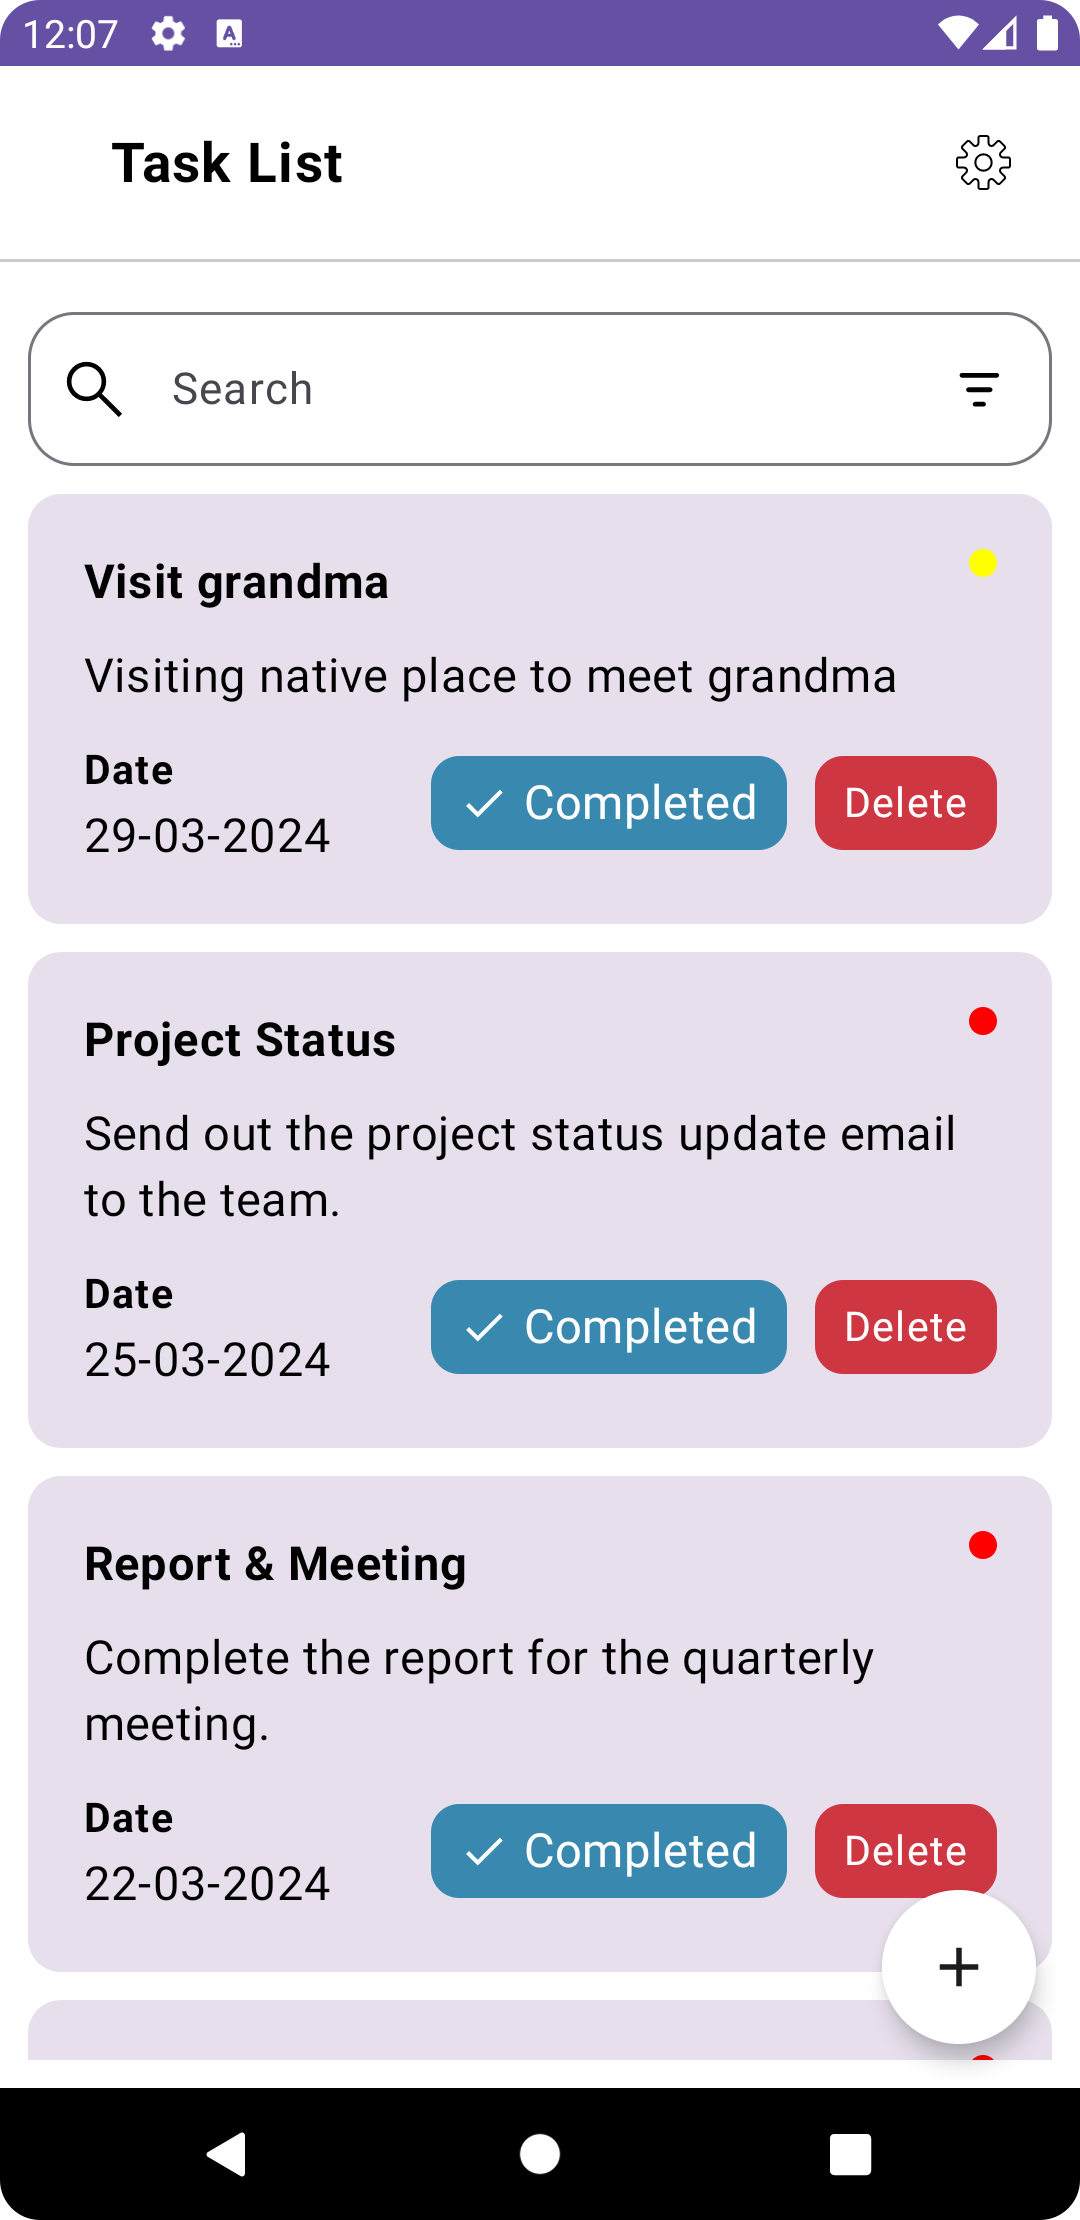 12:07
Task List
Search
Visit grandma
Visiting native place to meet grandma
Date
29-03-2024
Completed
Delete
Project Status
Send out the project status update email
to the team.
Date
25-03-2024
Completed
Delete
Report & Meeting
Complete the report for the quarterly
meeting.
Date
22-03-2024
Completed
Delete